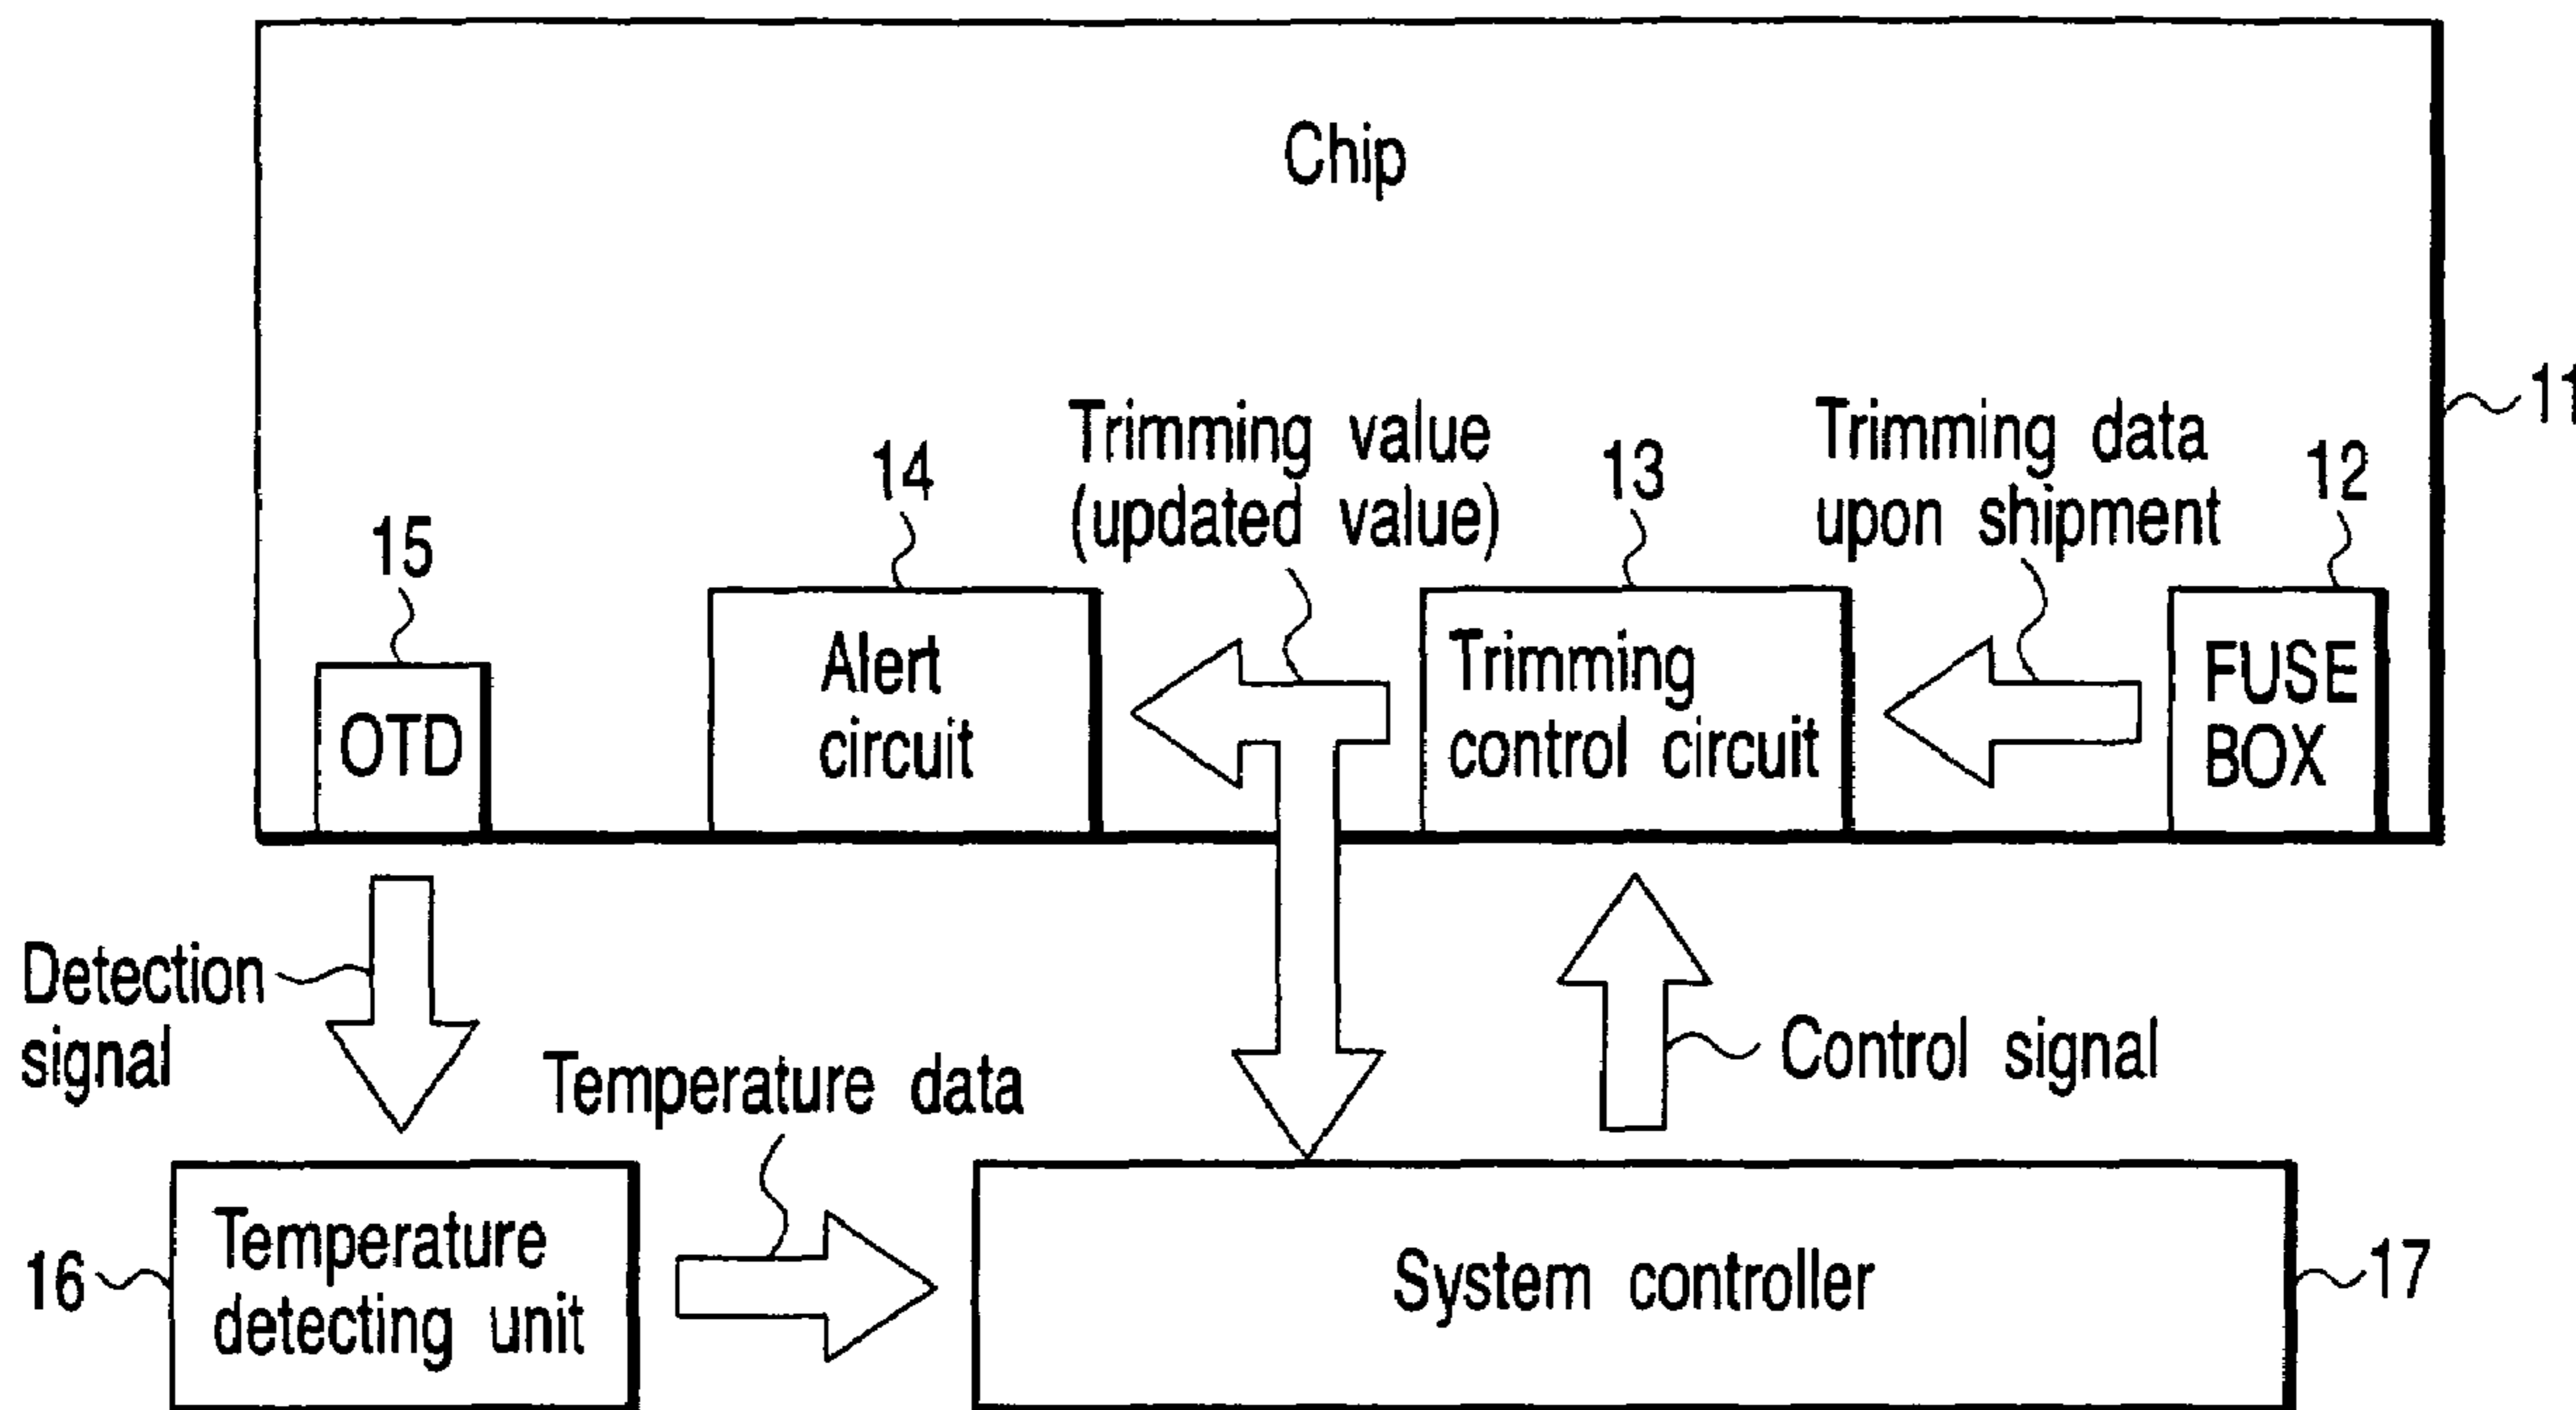 Chip
11
Trimming value
(updated value)
Trimming data
upon shipment
14
13
12
15
Alert
circuit
Trimming
control circuit
FUSE
BOX
OTD
Detection
signal
Temperature data
Control signal
16
Temperature
detecting unit
System controller
17